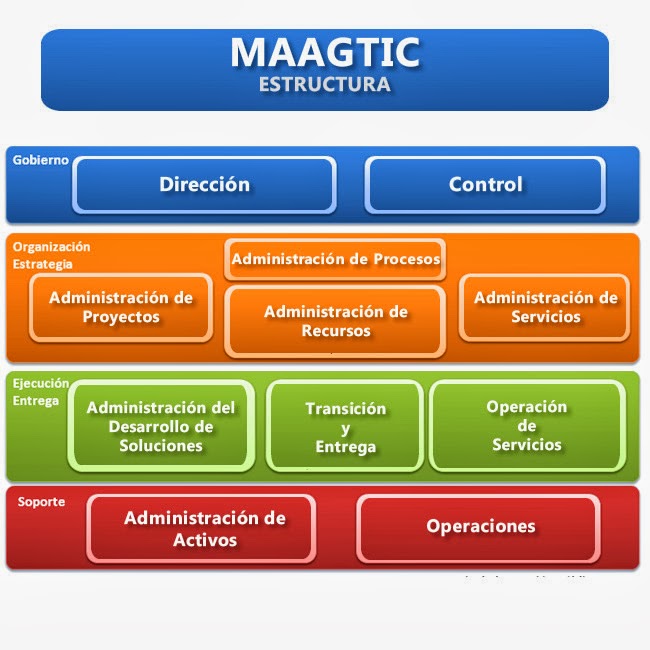 MAAGTIC
ESTRUCTURA
Gobierno
Dirección
Control
Organización
Estrategia
Administración de Procesos
Administración de
Proyectos
Administración de
Recursos
Administración de
Servicios
Ejecución
Entrega
Administración del
Desarrollo de
Soluciones
Transición
y
Entrega
Operación
de
Servicios
Soporte
Administración de
Activos
Operaciones